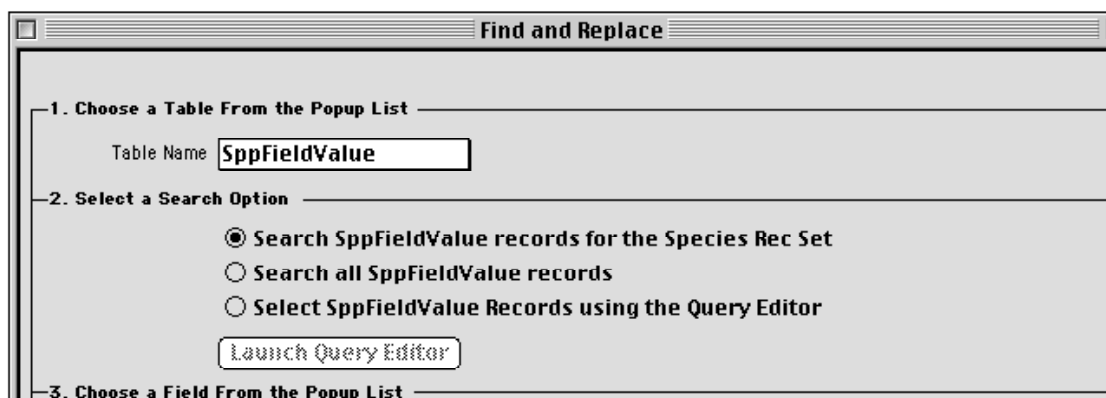 Find and Replace
1. Choose a Table From the Popup List
Table Name SppFieldValue
2. Select a Search Option
Search SppFieldValue records for the Species Rec Set
Search all SppFieldValue records
Select SppFieldValue Records using the Query Editor
Launch Query Editor
3. Choose a Field From the Popup List